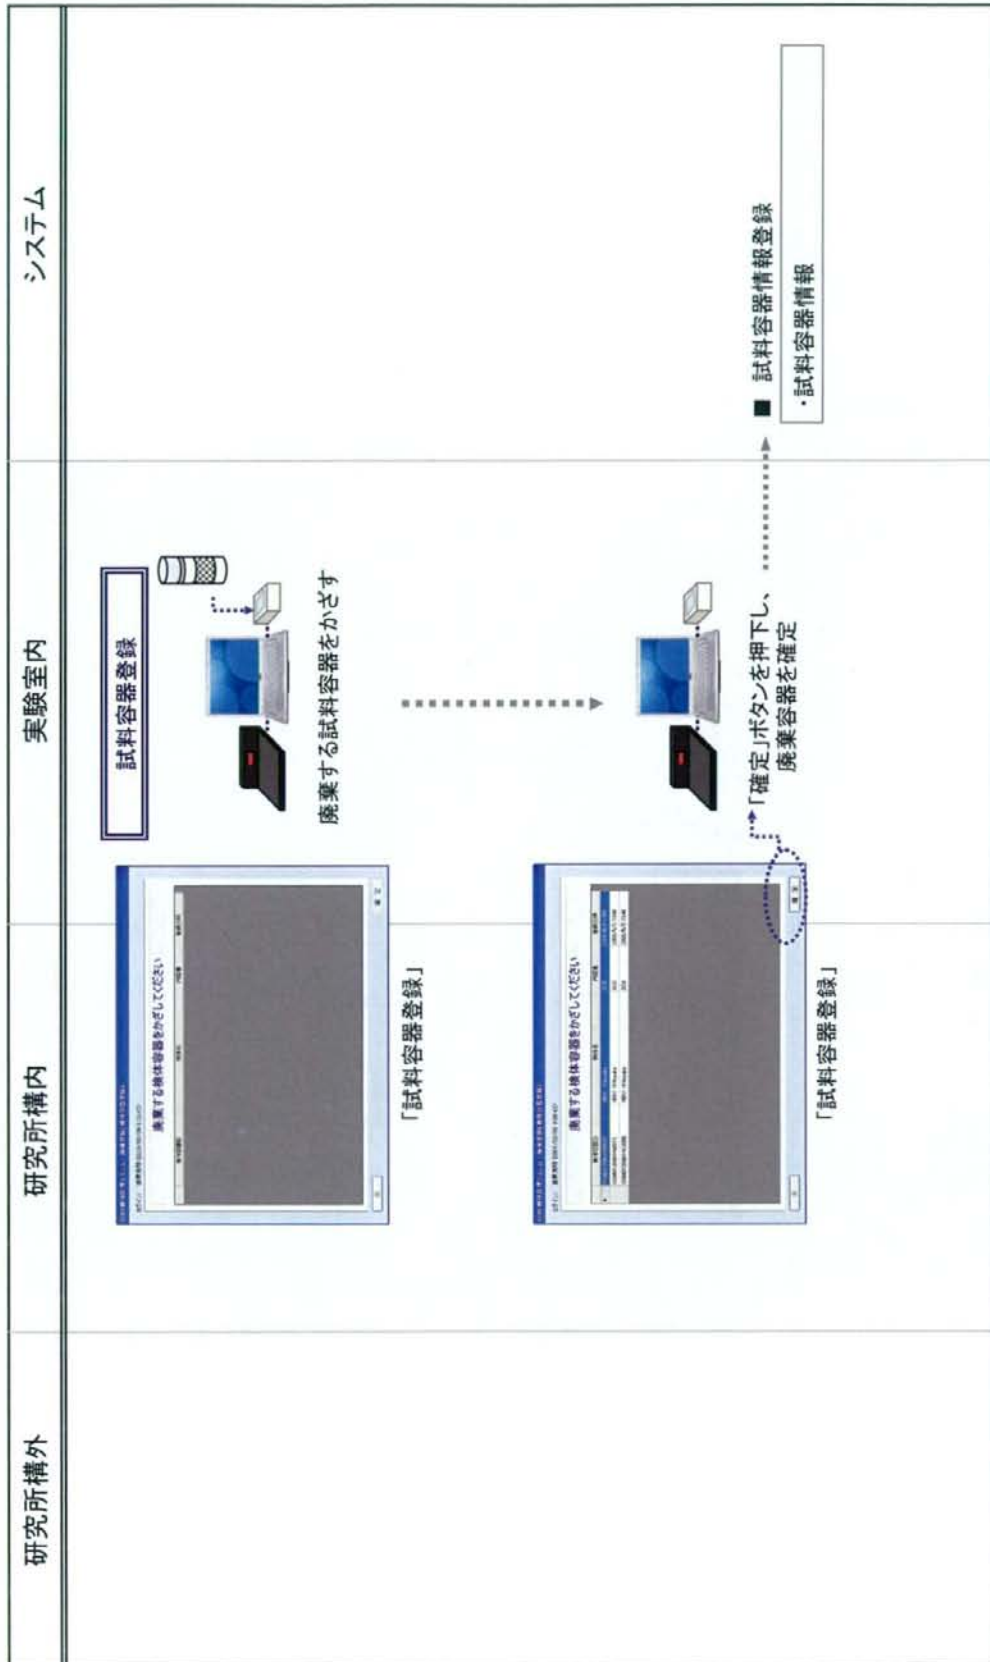 研究所構外
研究所構内
実験室内
システム
試料容器登録
廃棄する検体容器をかざしてください
「試料容器登録」
廃棄する試料容器をかざす
廃棄する検体容器をかざしてください
「試料容器登録」
「確定」ボタンを押下し、
廃棄容器を確定
■ 試料容器情報登録
・試料容器情報